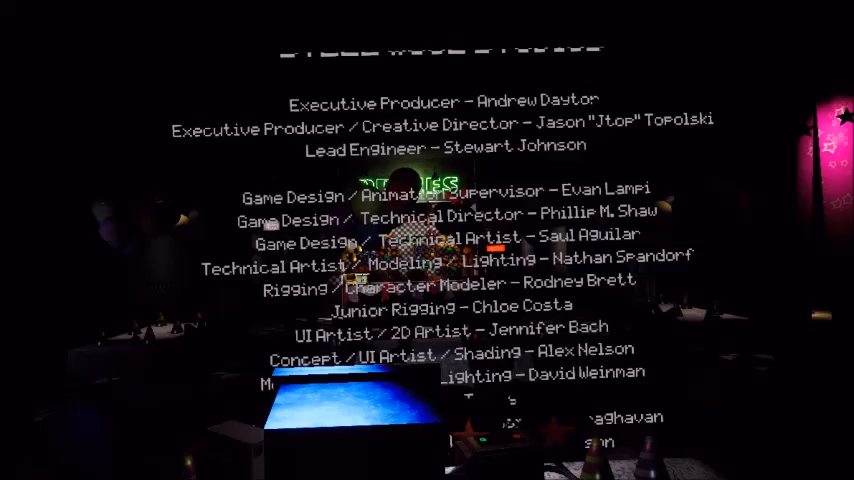 Executive Producer - Andrew Dayton
Executive Producer / Creative Director - Jason "Jtop" Topolski
Lead Engineer - Stewart Johnson
Game Design / Animation Supervisor - Evan Lampi
Game Design / Technical Director - Phillip M. Shaw
Game Design / Technical Artist - Saul Aguilar
Technical Artist / Modeling / Lighting - Nathan Spandorf
Rigging / Character Modeler - Rodney Brett
Junior Rigging - Chloe Costa
UI Artist / 2D Artist - Jennifer Bach
Concept / UI Artist / Shading - Alex Nelson
Lighting - David Weinman